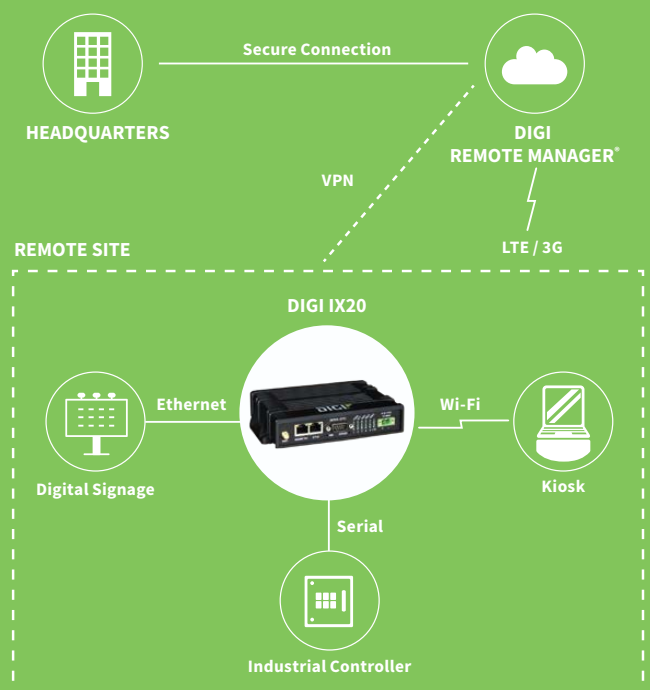 Secure Connection
HEADQUARTERS
DIGI
REMOTE MANAGER®
VPN
LTE / 3G
REMOTE SITE
DIGI IX20
DIGI
Ethernet
Wi-Fi
Digital Signage
Kiosk
Serial
Industrial Controller